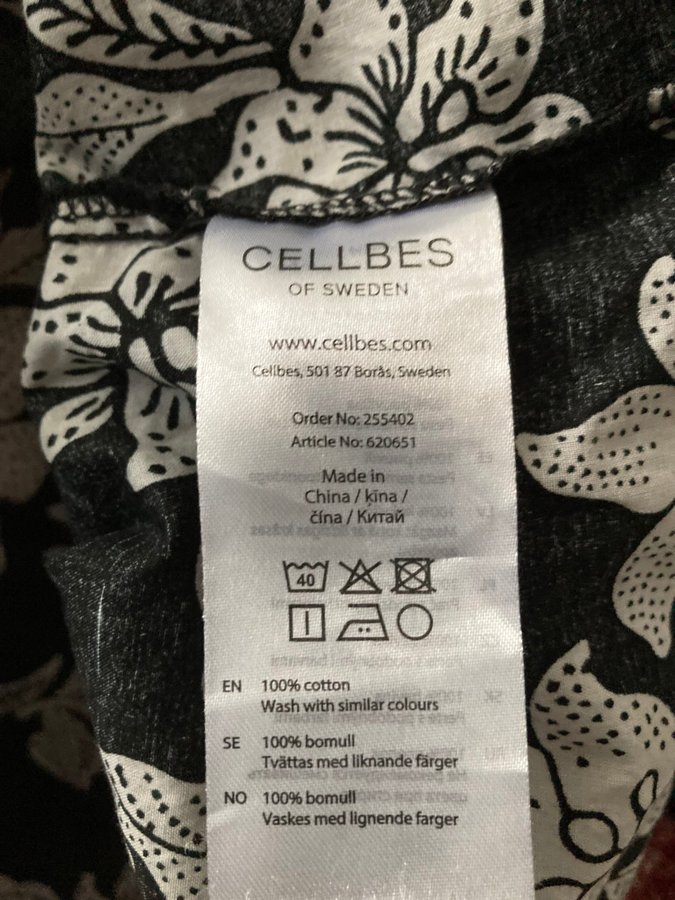 CELLBES
OF SWEDEN
www.cellbes.com
Cellbes, 501 87 Borås, Sweden
Order No: 255402
Article No: 620651
Made in
China / ķīna /
čína / Китай
40
EN 100% cotton
Wash with similar colours
SE 100% bomull
Tvättas med liknande färger
NO 100% bomull
Vaskes med lignende farger